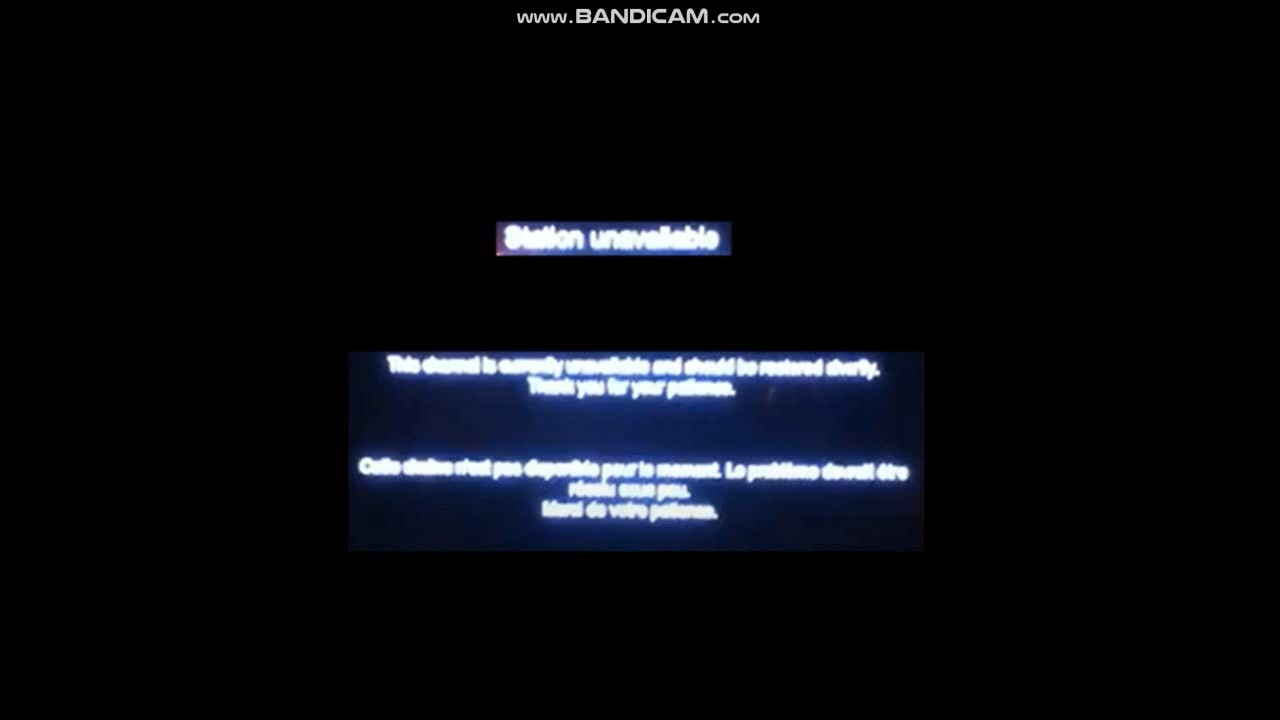 www.BANDICAM.com
Station unavailable
This channel is currently unavailable and should be restored shortly.
Thank you for your patience.
Cette chaîne n'est pas disponible pour le moment. Le problème devrait être
résolu sous peu.
Merci de votre patience.